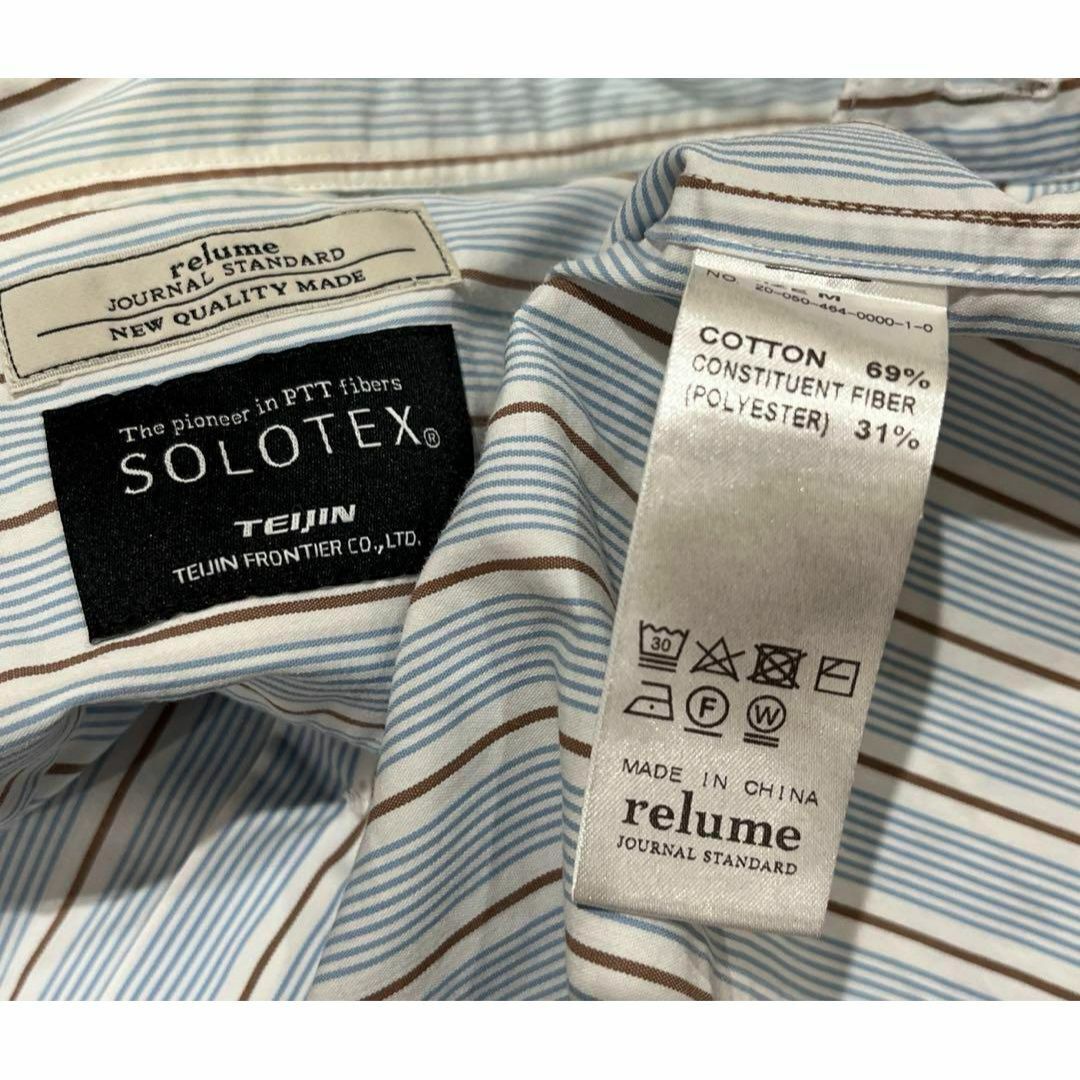 relume
JOURNAL STANDARD
NEW QUALITY MADE
The pioneer in PTT fibers
SOLOTEX®
TEIJIN
TEIJIN FRONTIER CO.,LTD.
M
NO 20-050-464-0000-1-0
COTTON 69%
CONSTITUENT FIBER
(POLYESTER) 31%
30
F W
MADE IN CHINA
relume
JOURNAL STANDARD